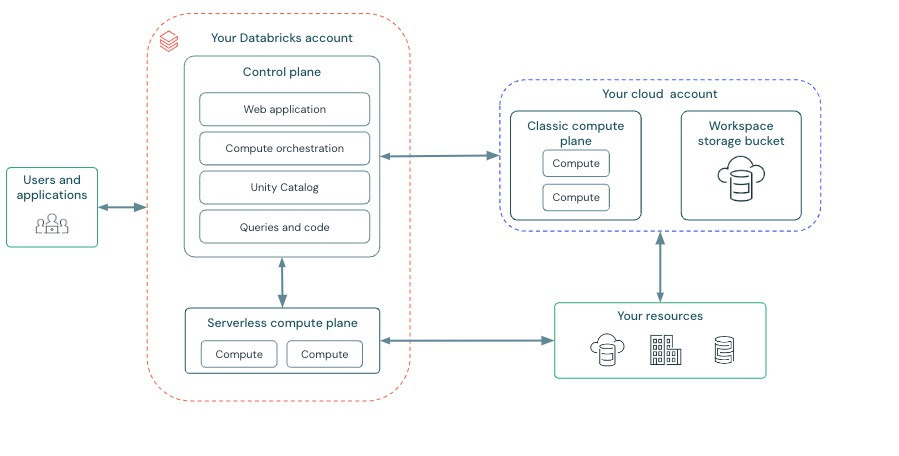 Your Databricks account
Control plane
Web application
Compute orchestration
Unity Catalog
Queries and code
Users and
applications
Serverless compute plane
Compute
Compute
Your cloud account
Classic compute
plane
Compute
Compute
Workspace
storage bucket
Your resources